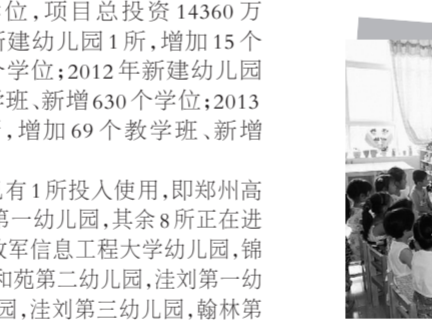 位，项目总投资14360万
新建幼儿园1所，增加15个
个学位；2012年新建幼儿园
学班、新增630个学位；2013
，增加69个教学班、新增
有1所投入使用，即郑州高
第一幼儿园，其余8所正在进
放军信息工程大学幼儿园，锦
和苑第二幼儿园，洼刘第一幼
园，洼刘第三幼儿园，翰林第